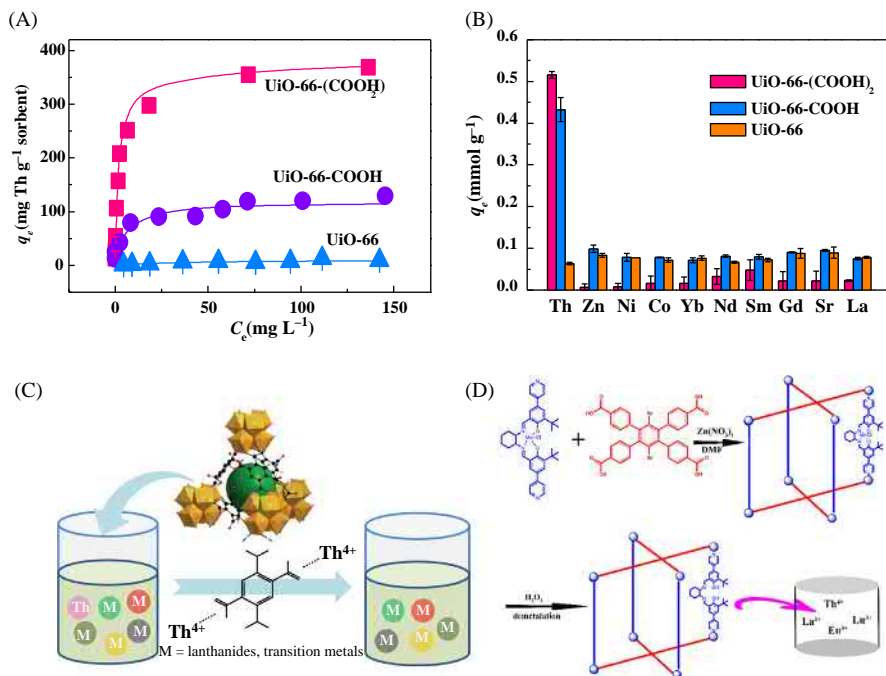 (A)
400
300
200
100
0
q_e (mg Th g⁻¹ sorbent)
UiO-66-(COOH₂)
UiO-66-COOH
UiO-66
0 50 100 150
C_e(mg L⁻¹)
(B)
0.6
0.5
0.4
0.3
0.2
0.1
0.0
q_e (mmol g⁻¹)
UiO-66-(COOH)₂
UiO-66-COOH
UiO-66
Th Zn Ni Co Yb Nd Sm Gd Sr La
(C)
Th⁴⁺
Th M M
M M M
Th⁴⁺
M M
M M M
M = lanthanides, transition metals
(D)
+
Zn(NO₃)₂
DMF
H₂O₂
demetalation
Th⁴⁺
La³⁺ Lu³⁺
Eu³⁺